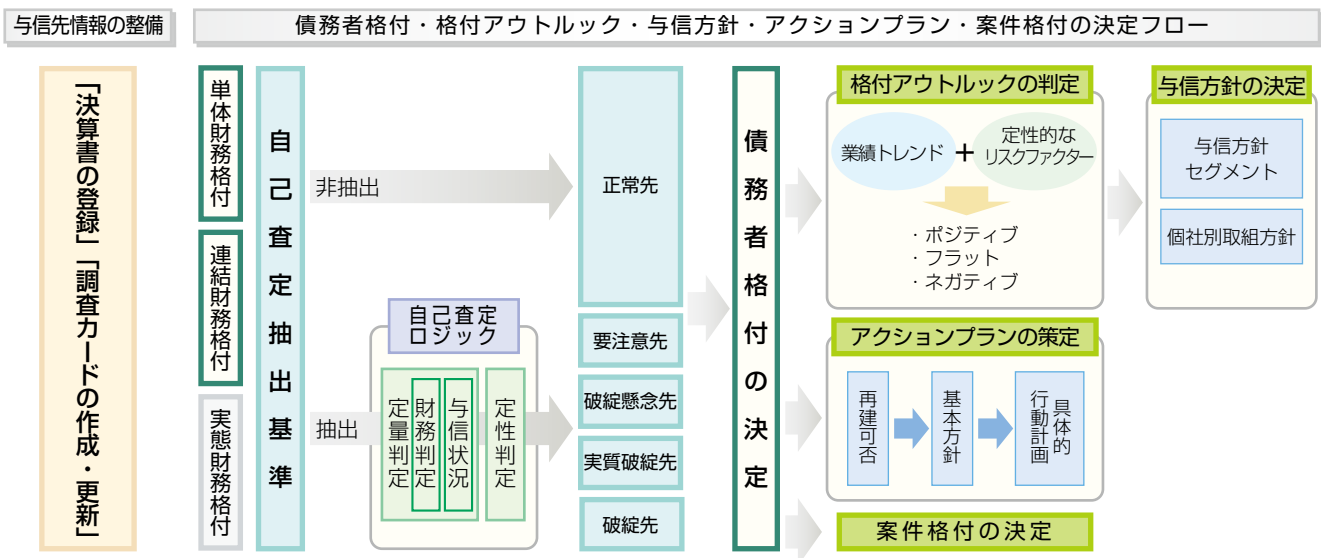 与信先情報の整備
債務者格付・格付アウトルック・与信方針・アクションプラン・案件格付の決定フロー
「決算書の登録」「調査カードの作成・更新」
単体財務格付
連結財務格付
実態財務格付
自己査定抽出基準
非抽出
抽出
自己査定
ロジック
定量判定
財務判定
与信状況
定性判定
正常先
要注意先
破綻懸念先
実質破綻先
破綻先
債務者格付の決定
格付アウトルックの判定
業績トレンド
+
定性的な
リスクファクター
・ポジティブ
・フラット
・ネガティブ
与信方針の決定
与信方針
セグメント
個社別取組方針
アクションプランの策定
再建可否
基本方針
具体的
行動計画
案件格付の決定